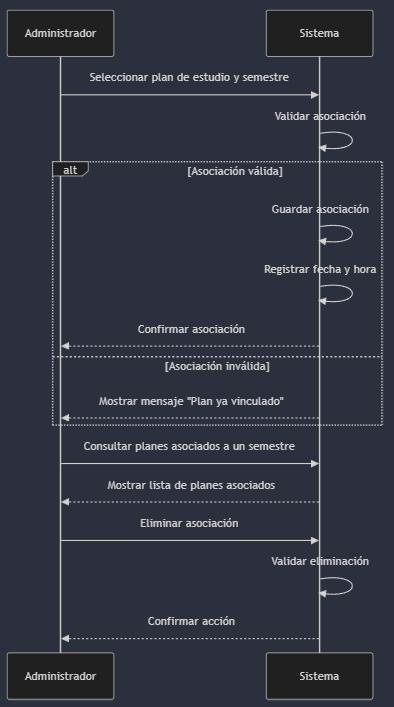 Administrador
Sistema
Seleccionar plan de estudio y semestre
Validar asociación
alt
[Asociación válida]
Guardar asociación
Registrar fecha y hora
Confirmar asociación
[Asociación inválida]
Mostrar mensaje "Plan ya vinculado"
Consultar planes asociados a un semestre
Mostrar lista de planes asociados
Eliminar asociación
Validar eliminación
Confirmar acción
Administrador
Sistema